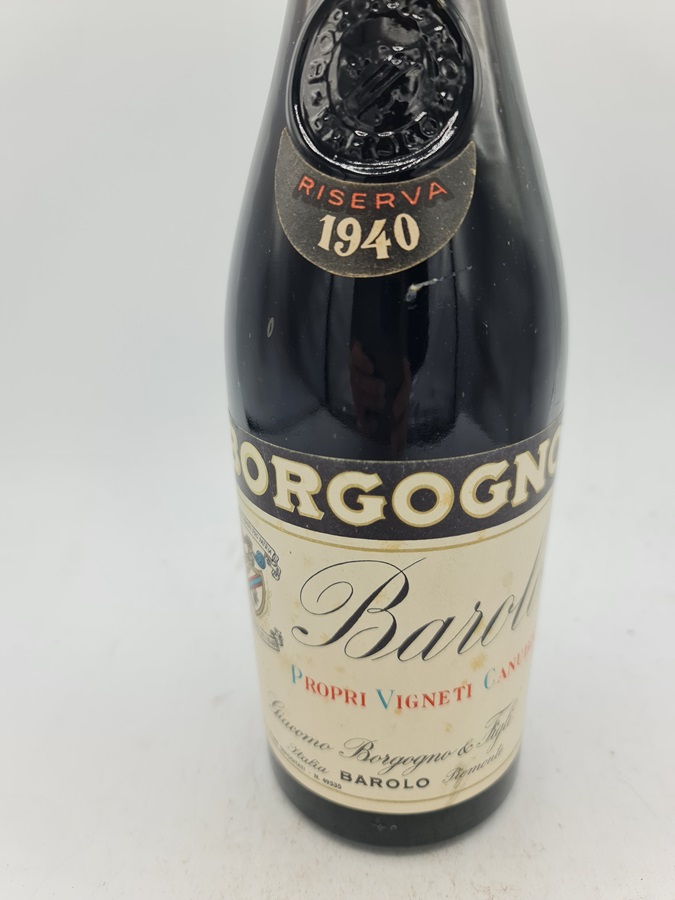 RISERVA
1940
BORGOGNO
Barolo
PROPRI VIGNETI
Giacomo Borgogno & Figli
Italia BAROLO Piemonte